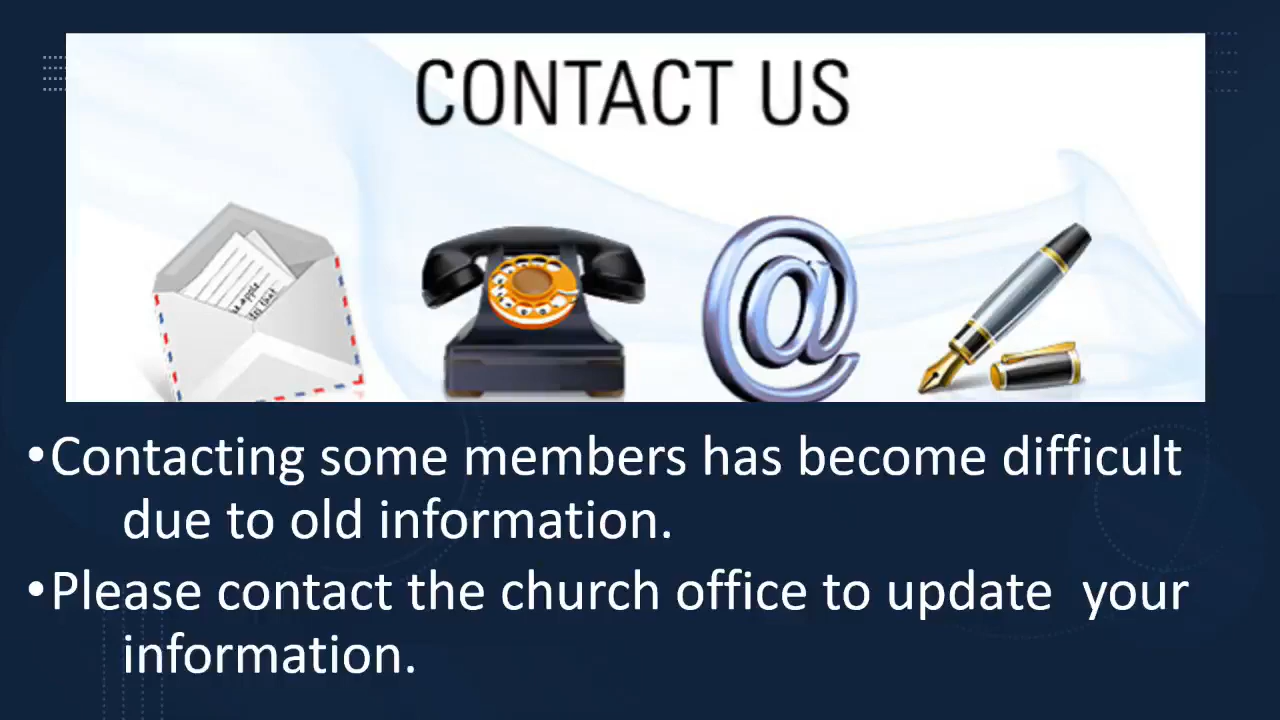 CONTACT US
•Contacting some members has become difficult
due to old information.
•Please contact the church office to update  your
information.